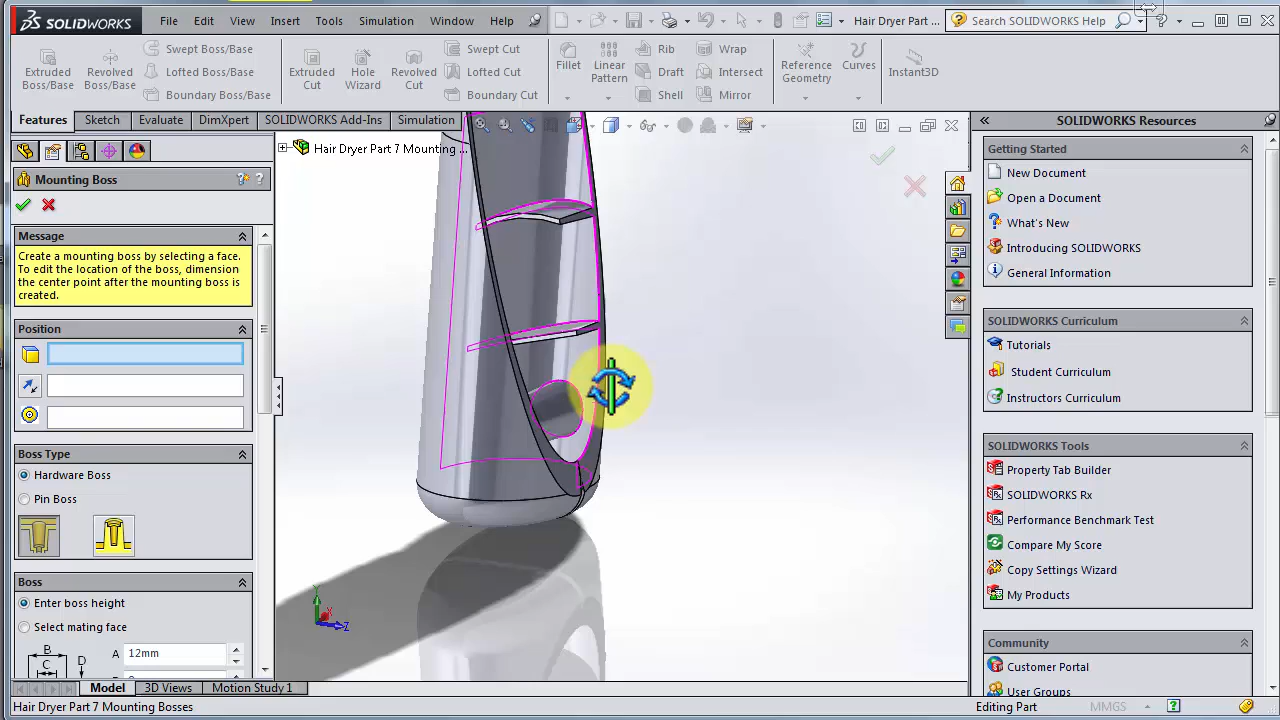 SOLIDWORKS File Edit View Insert Tools Simulation Window Help Hair Dryer Part ... Search SOLIDWORKS Help
Extruded Boss/Base Revolved Boss/Base Swept Boss/Base Lofted Boss/Base Boundary Boss/Base Extruded Cut Hole Wizard Revolved Cut Swept Cut Lofted Cut Boundary Cut Fillet Linear Pattern Rib Draft Shell Wrap Intersect Mirror Reference Geometry Curves Instant3D
Features Sketch Evaluate DimXpert SOLIDWORKS Add-Ins Simulation
Hair Dryer Part 7 Mounting ...
Mounting Boss
Message
Create a mounting boss by selecting a face.
To edit the location of the boss, dimension
the center point after the mounting boss is
created.
Position
Boss Type
Hardware Boss
Pin Boss
Boss
Enter boss height
Select mating face
B
C
D
A 12mm
Y
X
Z
SOLIDWORKS Resources
Getting Started
New Document
Open a Document
What's New
Introducing SOLIDWORKS
General Information
SOLIDWORKS Curriculum
Tutorials
Student Curriculum
Instructors Curriculum
SOLIDWORKS Tools
Property Tab Builder
SOLIDWORKS Rx
Performance Benchmark Test
Compare My Score
Copy Settings Wizard
My Products
Community
Customer Portal
User Groups
Model 3D Views Motion Study 1
Hair Dryer Part 7 Mounting Bosses Editing Part MMGS